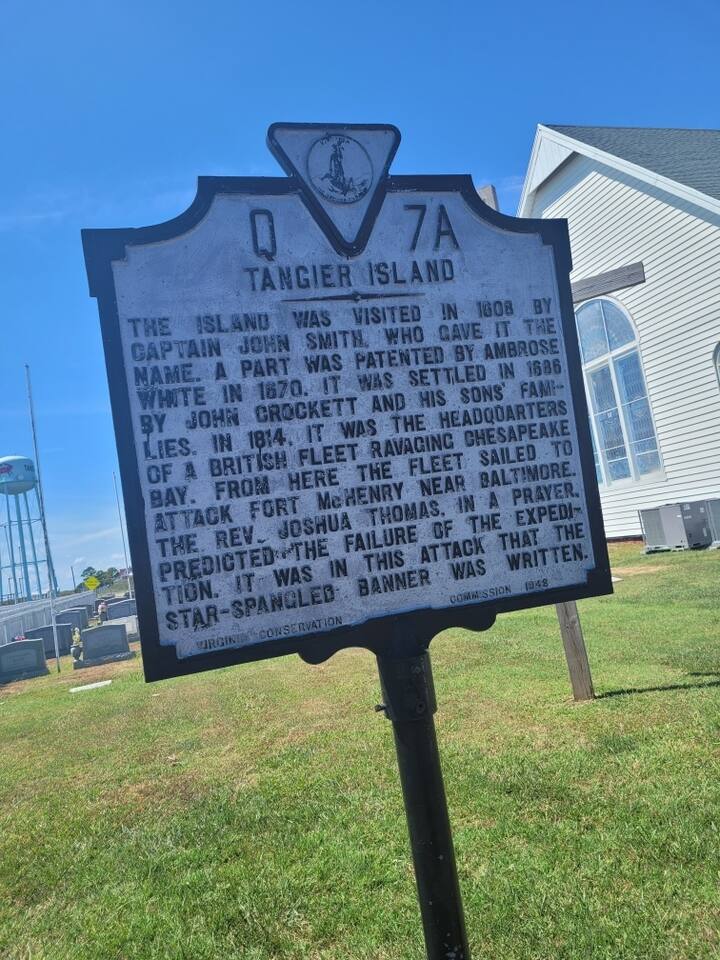 Q 7A
TANGIER ISLAND
THE ISLAND WAS VISITED IN 1608 BY
CAPTAIN JOHN SMITH, WHO GAVE IT THE
NAME. A PART WAS PATENTED BY AMBROSE
WHITE IN 1670. IT WAS SETTLED IN 1686
BY JOHN CROCKETT AND HIS SONS' FAMI-
LIES. IN 1814, IT WAS THE HEADQUARTERS
OF A BRITISH FLEET RAVAGING CHESAPEAKE
BAY. FROM HERE THE FLEET SAILED TO
ATTACK FORT McHENRY NEAR BALTIMORE.
THE REV. JOSHUA THOMAS, IN A PRAYER,
PREDICTED THE FAILURE OF THE EXPEDI-
TION. IT WAS IN THIS ATTACK THAT THE
STAR-SPANGLED BANNER WAS WRITTEN.
VIRGINIA CONSERVATION COMMISSION 1948